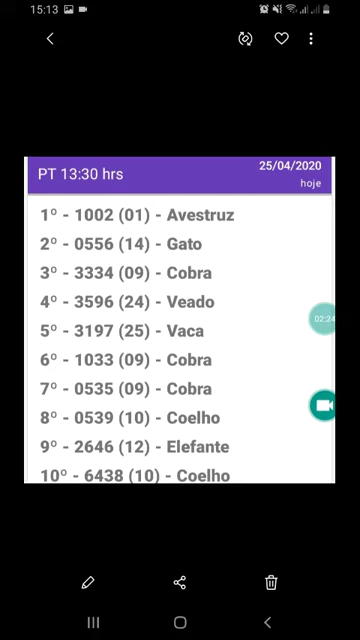 15:13
25/04/2020
PT 13:30 hrs
hoje
1º - 1002 (01) - Avestruz
2º - 0556 (14) - Gato
3º - 3334 (09) - Cobra
4º - 3596 (24) - Veado
5º - 3197 (25) - Vaca
6º - 1033 (09) - Cobra
7º - 0535 (09) - Cobra
8º - 0539 (10) - Coelho
9º - 2646 (12) - Elefante
10º - 6438 (10) - Coelho
02:24